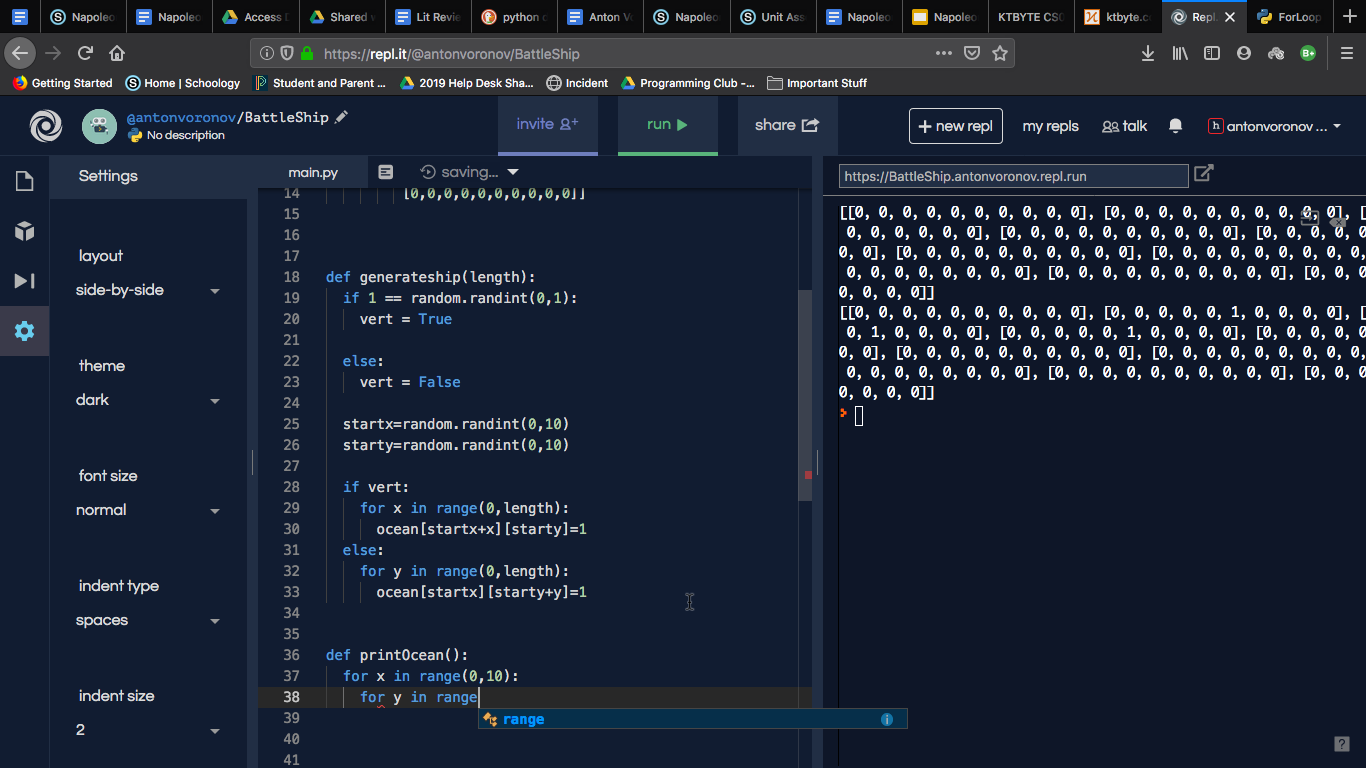 Napoleo
Napoleo
Access D
Shared w
Lit Revie
python c
Anton Vo
Napoleo
Unit Ass
Napoleo
Napoleo
KTBYTE CSC
ktbyte.co
Repl.
ForLoop
https://repl.it/@antonvoronov/BattleShip
Getting Started
Home | Schoology
Student and Parent ...
2019 Help Desk Sha...
Incident
Programming Club -...
Important Stuff
@antonvoronov/BattleShip
No description
invite
run
share
+ new repl
my repls
talk
h antonvoronov ...
Settings
layout
side-by-side
theme
dark
font size
normal
indent type
spaces
indent size
2
main.py
saving...
14 [0,0,0,0,0,0,0,0,0,0]]
15
16
17
18 def generateship(length):
19 if 1 == random.randint(0,1):
20 vert = True
21
22 else:
23 vert = False
24
25 startx=random.randint(0,10)
26 starty=random.randint(0,10)
27
28 if vert:
29 for x in range(0,length):
30 ocean[startx+x][starty]=1
31 else:
32 for y in range(0,length):
33 ocean[startx][starty+y]=1
34
35
36 def printOcean():
37 for x in range(0,10):
38 for y in range
39
40
41
range
https://BattleShip.antonvoronov.repl.run
[[0, 0, 0, 0, 0, 0, 0, 0, 0, 0], [0, 0, 0, 0, 0, 0, 0, 0, 0, 0], [
0, 0, 0, 0, 0, 0], [0, 0, 0, 0, 0, 0, 0, 0, 0, 0], [0, 0, 0, 0,
0, 0], [0, 0, 0, 0, 0, 0, 0, 0, 0, 0], [0, 0, 0, 0, 0, 0, 0, 0,
0, 0, 0, 0, 0, 0, 0, 0], [0, 0, 0, 0, 0, 0, 0, 0, 0, 0], [0, 0, 0
0, 0, 0, 0]]
[[0, 0, 0, 0, 0, 0, 0, 0, 0, 0], [0, 0, 0, 0, 0, 1, 0, 0, 0, 0], [
0, 1, 0, 0, 0, 0], [0, 0, 0, 0, 0, 1, 0, 0, 0, 0], [0, 0, 0, 0,
0, 0], [0, 0, 0, 0, 0, 0, 0, 0, 0, 0], [0, 0, 0, 0, 0, 0, 0, 0, 0,
0, 0, 0, 0, 0, 0, 0, 0], [0, 0, 0, 0, 0, 0, 0, 0, 0, 0], [0, 0, 0
0, 0, 0, 0]]